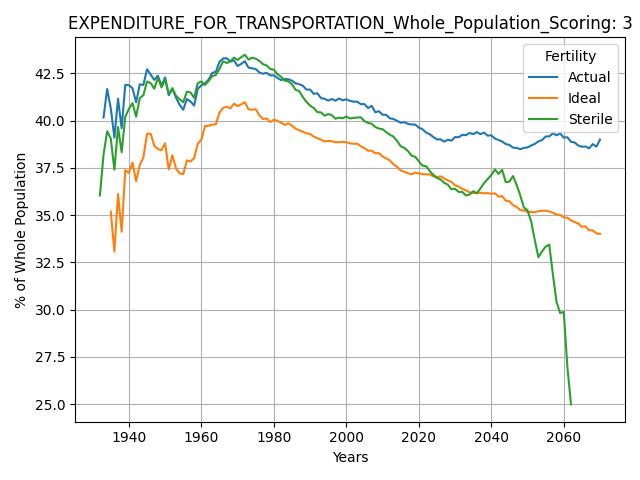 EXPENDITURE_FOR_TRANSPORTATION_Whole_Population_Scoring: 3
Fertility
Actual
Ideal
Sterile
% of Whole Population
42.5
40.0
37.5
35.0
32.5
30.0
27.5
25.0
1940 1960 1980 2000 2020 2040 2060
Years